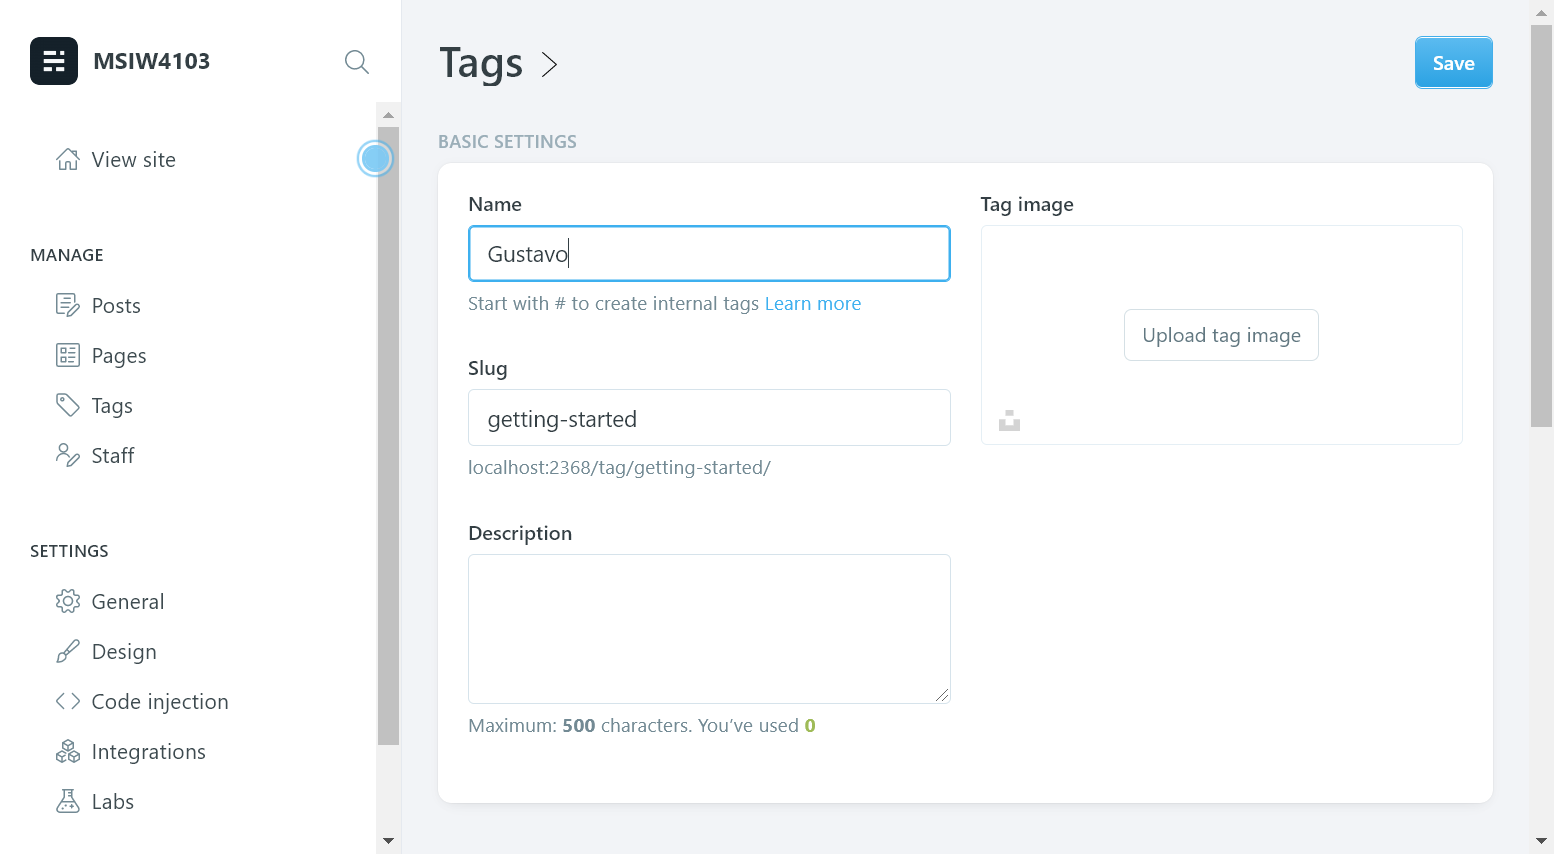 MSIW4103
View site
MANAGE
Posts
Pages
Tags
Staff
SETTINGS
General
Design
Code injection
Integrations
Labs
Tags
Save
BASIC SETTINGS
Name
Gustavo
Start with # to create internal tags Learn more
Slug
getting-started
localhost:2368/tag/getting-started/
Description
Maximum: 500 characters. You’ve used 0
Tag image
Upload tag image